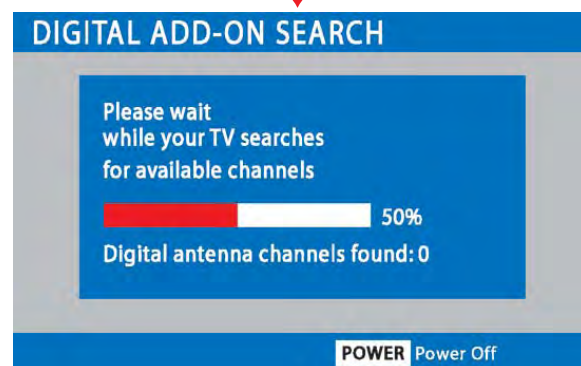 DIGITAL ADD-ON SEARCH
Please wait
while your TV searches
for available channels
50%
Digital antenna channels found: 0
POWER Power Off